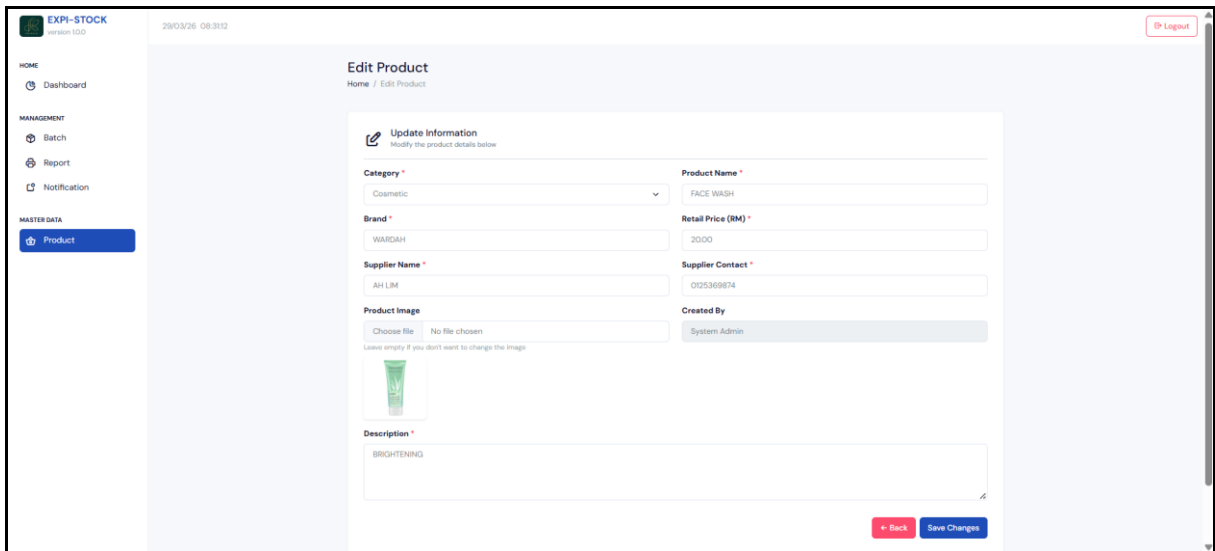 EXPI-STOCK
version 1.0.0
29/03/26 08:31:12
Logout
HOME
Dashboard
MANAGEMENT
Batch
Report
Notification
MASTER DATA
Product
Edit Product
Home / Edit Product
Update Information
Modify the product details below
Category * Product Name *
Cosmetic FACE WASH
Brand * Retail Price (RM) *
WARDAH 20.00
Supplier Name * Supplier Contact *
AH LIM 0125369874
Product Image Created By
Choose file No file chosen System Admin
Leave empty if you don't want to change the image
Description *
BRIGHTENING
← Back Save Changes